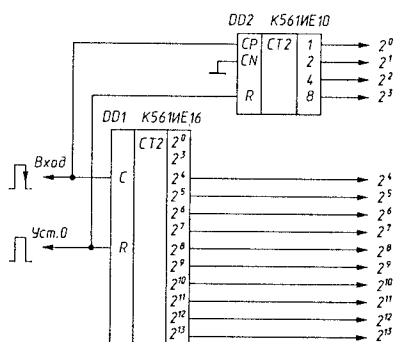 DD2 К561ИЕ10
CP CT2 1 2⁰
CN 2 2¹
4 2²
R 8 2³
DD1 К561ИЕ16
CT2 2⁰
2³
Вход C 2⁴ 2⁴
2⁵ 2⁵
2⁶ 2⁶
2⁷ 2⁷
Уст.0 R 2⁸ 2⁸
2⁹ 2⁹
2¹⁰ 2¹⁰
2¹¹ 2¹¹
2¹² 2¹²
2¹³ 2¹³